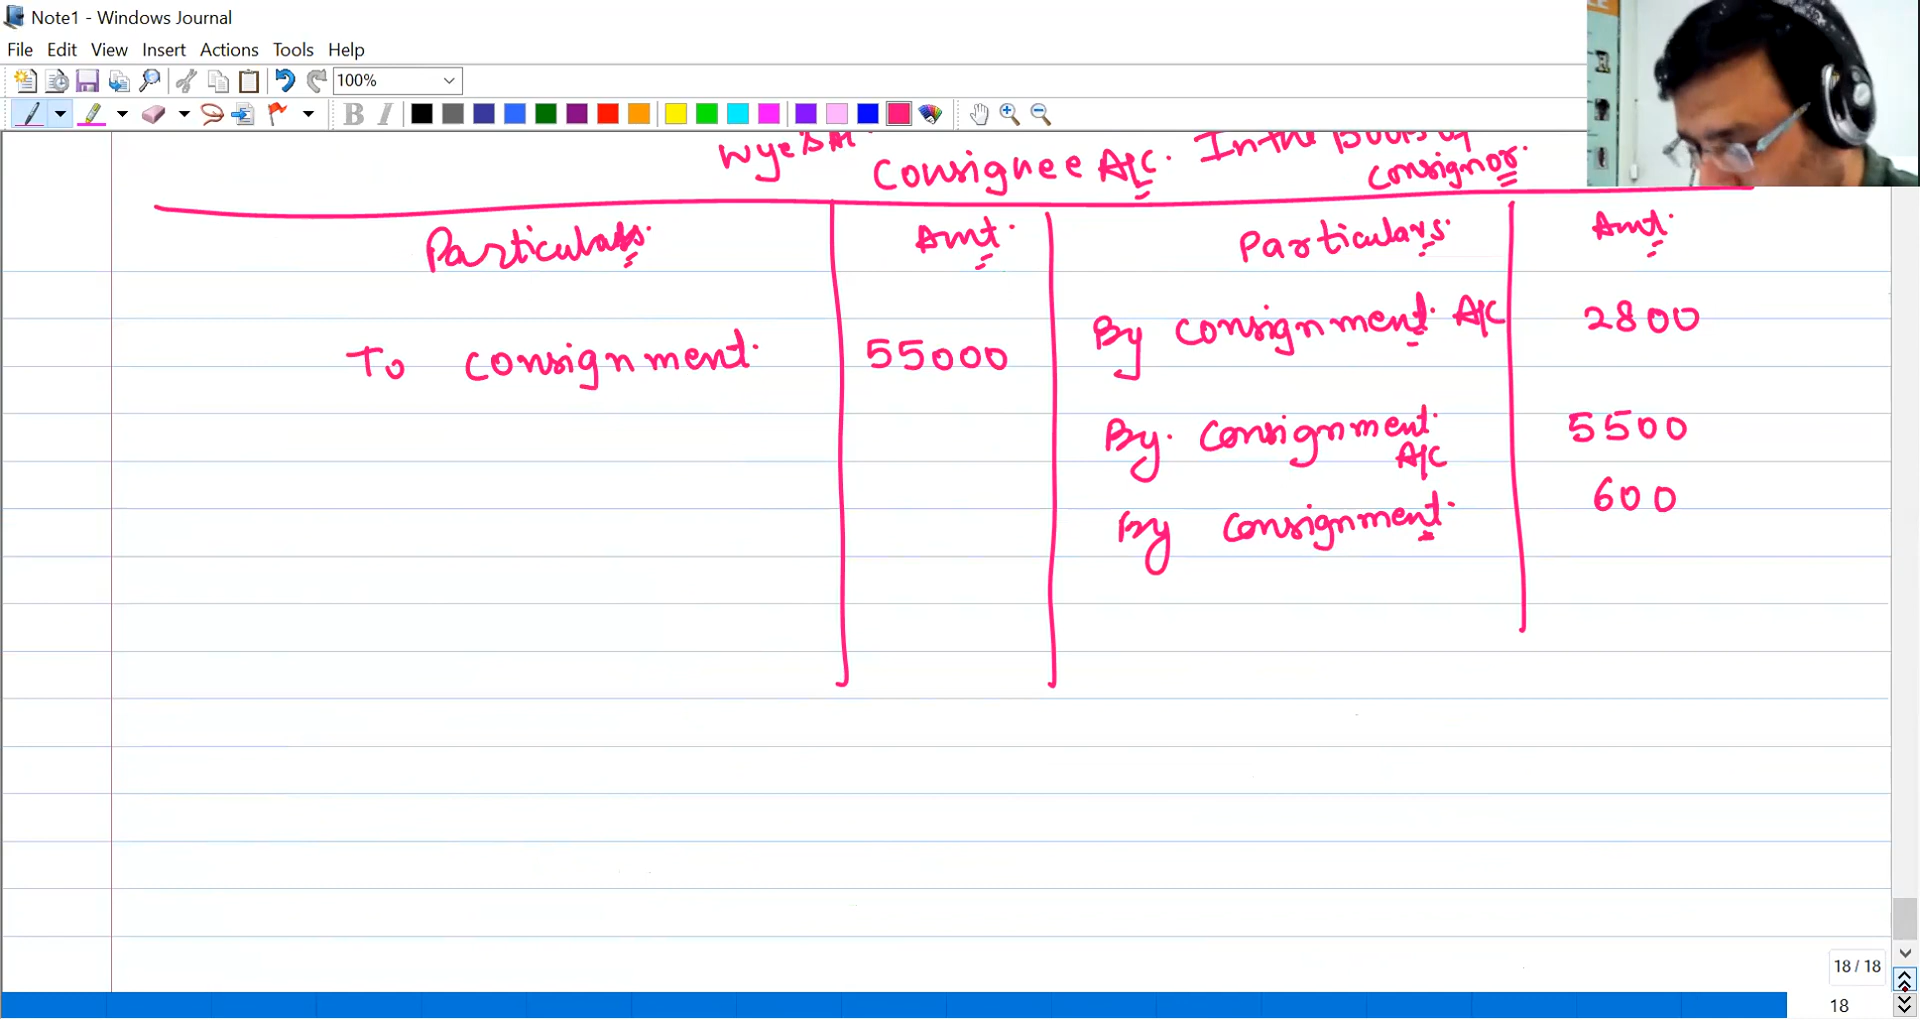 Note1 - Windows Journal
File Edit View Insert Actions Tools Help
100%
B I
Wye's A/c. Consignee A/C. In the Books of
consignor.
Particulars. Amt. Particulars. Amt.
By consignment A/C 2800
To consignment. 55000
By. Consignment. 5500
A/C
By Consignment. 600
18 / 18
18